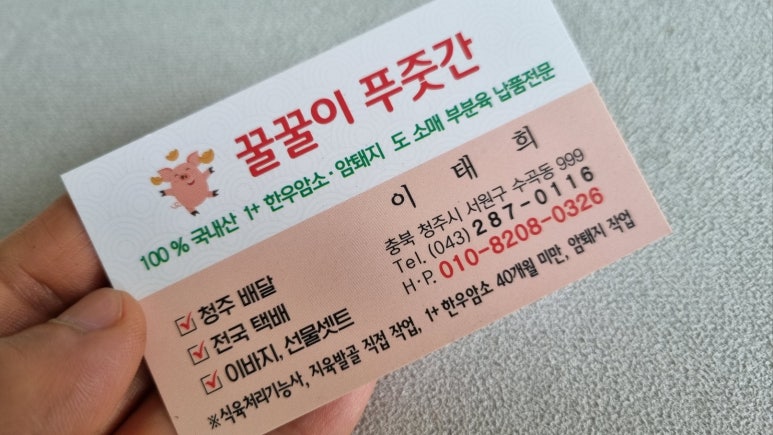 꿀꿀이 푸줏간
100 % 국내산 1+ 한우암소·암퇘지 도 소매 부분육 납품전문
이 태 희
충북 청주시 서원구 수곡동 999
Tel. (043) 287-0116
H·P. 010-8208-0326
청주 배달
전국 택배
이바지, 선물셋트
※식육처리기능사, 지육발골 직접 작업, 1+ 한우암소 40개월 미만, 암퇘지 작업